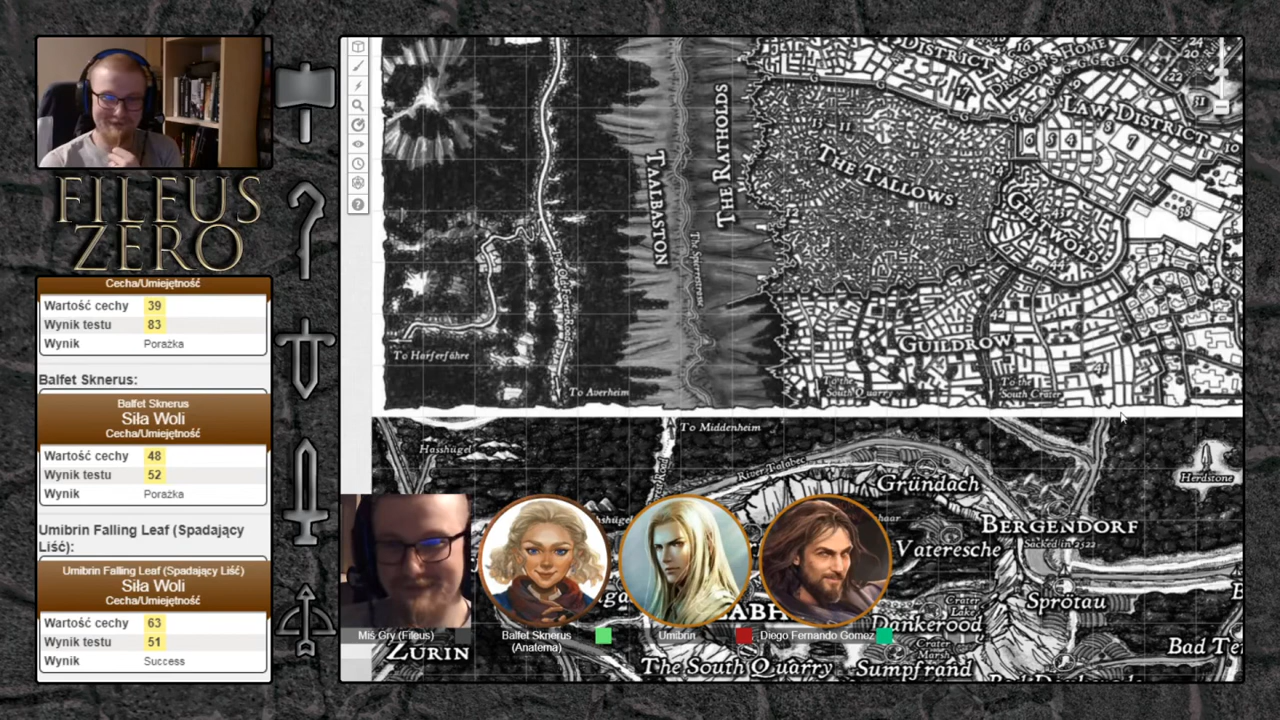 FILEUS
ZERO
Cecha/Umiejętność
Wartość cechy 39
Wynik testu 83
Wynik Porażka
Balfet Sknerus:
Balfet Sknerus
Siła Woli
Cecha/Umiejętność
Wartość cechy 48
Wynik testu 52
Wynik Porażka
Umibrin Falling Leaf (Spadający
Liść):
Umibrin Falling Leaf (Spadający Liść)
Siła Woli
Cecha/Umiejętność
Wartość cechy 63
Wynik testu 51
Wynik Success
DISTRICT
DRAGON'S HOME
LAW DISTRICT
THE TALLOWS
GELTWOLD
GUILDROW
TAALBASTON
THE RATHOLDS
To Harferfähre
To Averheim
To the
South Quarry
To the
South Crater
To Middenheim
Hasshügel
River Talabec
Gründach
Herdstone
BERGENDORF
Sacked in 2522
Vateresche
Sprötau
Crater
Lake
Dankerood
Crater
Marsh
ZURIN
The South Quarry
Sumpfrand
Miś Gry (Fileus)
Balfet Sknerus
(Anatema)
Umibrin
Diego Fernando Gomez